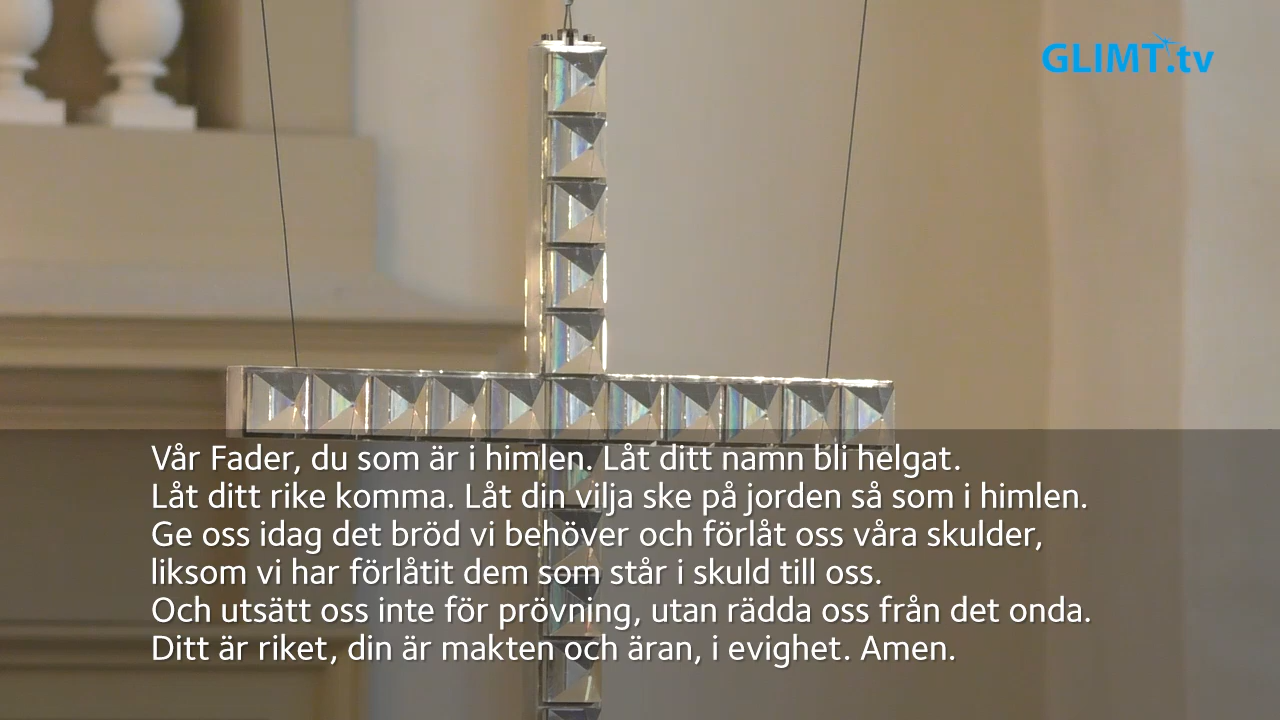 GLIMT.tv
Vår Fader, du som är i himlen. Låt ditt namn bli helgat.
Låt ditt rike komma. Låt din vilja ske på jorden så som i himlen.
Ge oss idag det bröd vi behöver och förlåt oss våra skulder,
liksom vi har förlåtit dem som står i skuld till oss.
Och utsätt oss inte för prövning, utan rädda oss från det onda.
Ditt är riket, din är makten och äran, i evighet. Amen.